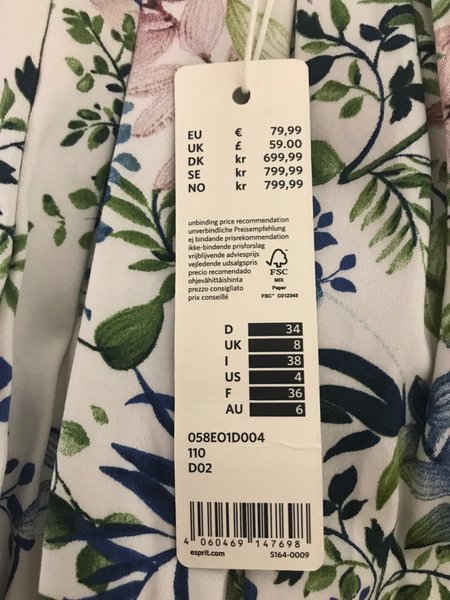 EU € 79,99
UK £ 59.00
DK kr 699,99
SE kr 799,99
NO kr 799,99
unbinding price recommendation
unverbindliche Preisempfehlung
ej bindande prisrekommendation
ikke-bindende prisforslag
vrijblijvende adviesprijs
vejledende udsalgspris
precio recomendado
ohjevähittäishinta
prezzo consigliato
prix conseillé
FSC
MIX
Paper
FSC® C012343
D 34
UK 8
I 38
US 4
F 36
AU 6
058EO1D004
110
D02
4 060469 147698
esprit.com S164-0009